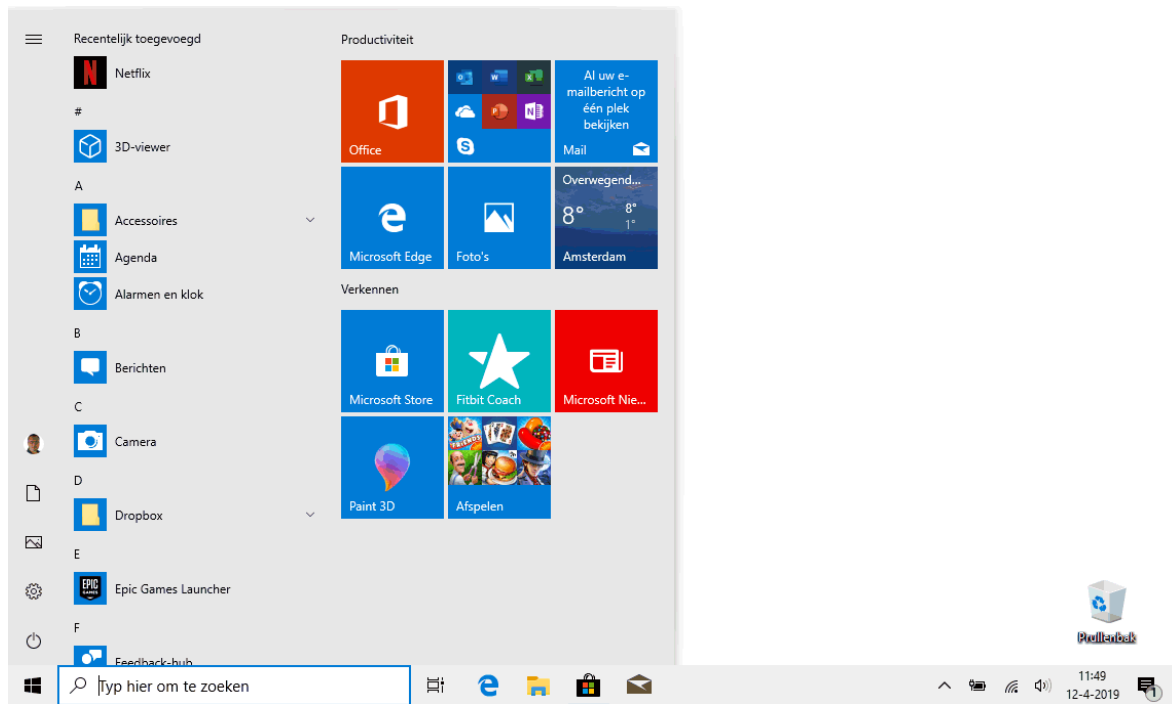 Recentelijk toegevoegd
Netflix
#
3D-viewer
A
Accessoires
Agenda
Alarmen en klok
B
Berichten
C
Camera
D
Dropbox
E
EPIC
GAMES
Epic Games Launcher
F
Feedback-hub
Productiviteit
Office
Al uw e-
mailbericht op
één plek
bekijken
Mail
Microsoft Edge
Foto's
Overwegend...
8° 8°
1°
Amsterdam
Verkennen
Microsoft Store
Fitbit Coach
Microsoft Nie...
Paint 3D
Afspelen
Prullenbak
Typ hier om te zoeken
11:49
12-4-2019
1